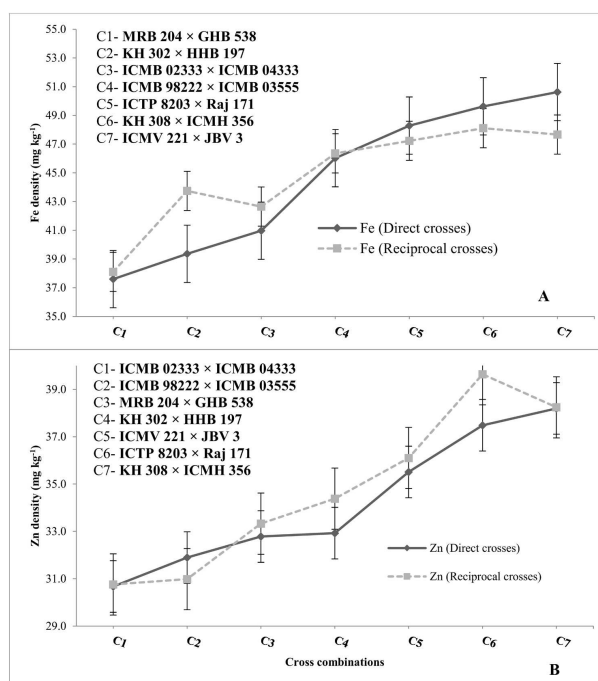 A
C1- MRB 204 × GHB 538
C2- KH 302 × HHB 197
C3- ICMB 02333 × ICMB 04333
C4- ICMB 98222 × ICMB 03555
C5- ICTP 8203 × Raj 171
C6- KH 308 × ICMH 356
C7- ICMV 221 × JBV 3
Fe density (mg kg⁻¹)
55.0
53.0
51.0
49.0
47.0
45.0
43.0
41.0
39.0
37.0
35.0
Fe (Direct crosses)
Fe (Reciprocal crosses)
A
C1 C2 C3 C4 C5 C6 C7
C1- ICMB 02333 × ICMB 04333
C2- ICMB 98222 × ICMB 03555
C3- MRB 204 × GHB 538
C4- KH 302 × HHB 197
C5- ICMV 221 × JBV 3
C6- ICTP 8203 × Raj 171
C7- KH 308 × ICMH 356
Zn density (mg kg⁻¹)
39.0
37.0
35.0
33.0
31.0
29.0
Zn (Direct crosses)
Zn (Reciprocal crosses)
C1 C2 C3 C4 C5 C6 C7
Cross combinations
B